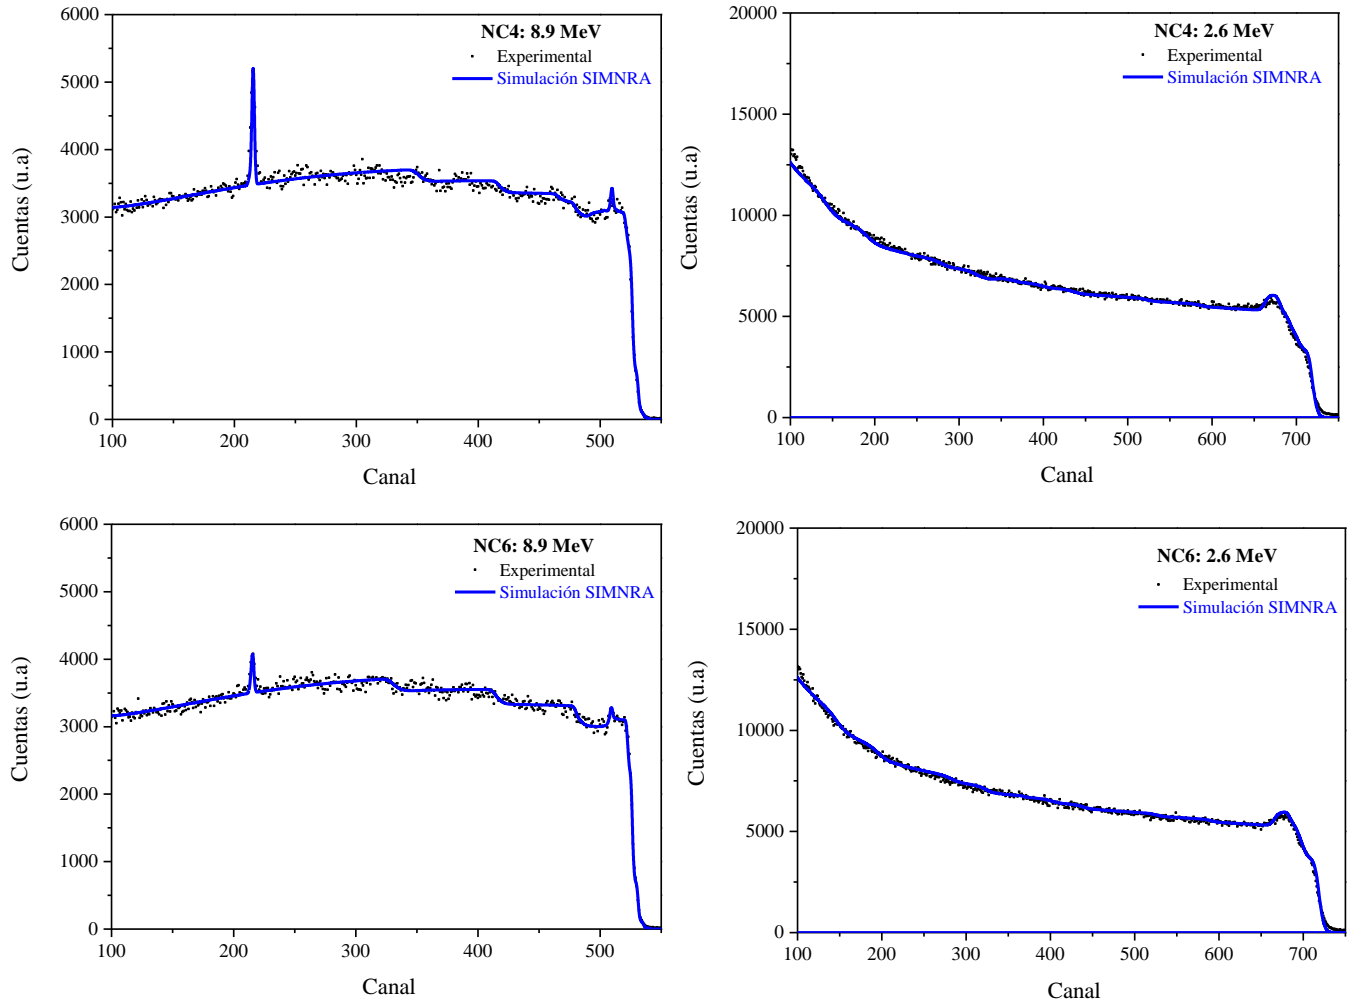 NC4: 8.9 MeV
Experimental
Simulación SIMNRA
6000
5000
4000
3000
2000
1000
0
Cuentas (u.a)
100 200 300 400 500
Canal
NC4: 2.6 MeV
Experimental
Simulación SIMNRA
20000
15000
10000
5000
0
Cuentas (u.a)
100 200 300 400 500 600 700
Canal
NC6: 8.9 MeV
Experimental
Simulación SIMNRA
6000
5000
4000
3000
2000
1000
0
Cuentas (u.a)
100 200 300 400 500
Canal
NC6: 2.6 MeV
Experimental
Simulación SIMNRA
20000
15000
10000
5000
0
Cuentas (u.a)
100 200 300 400 500 600 700
Canal